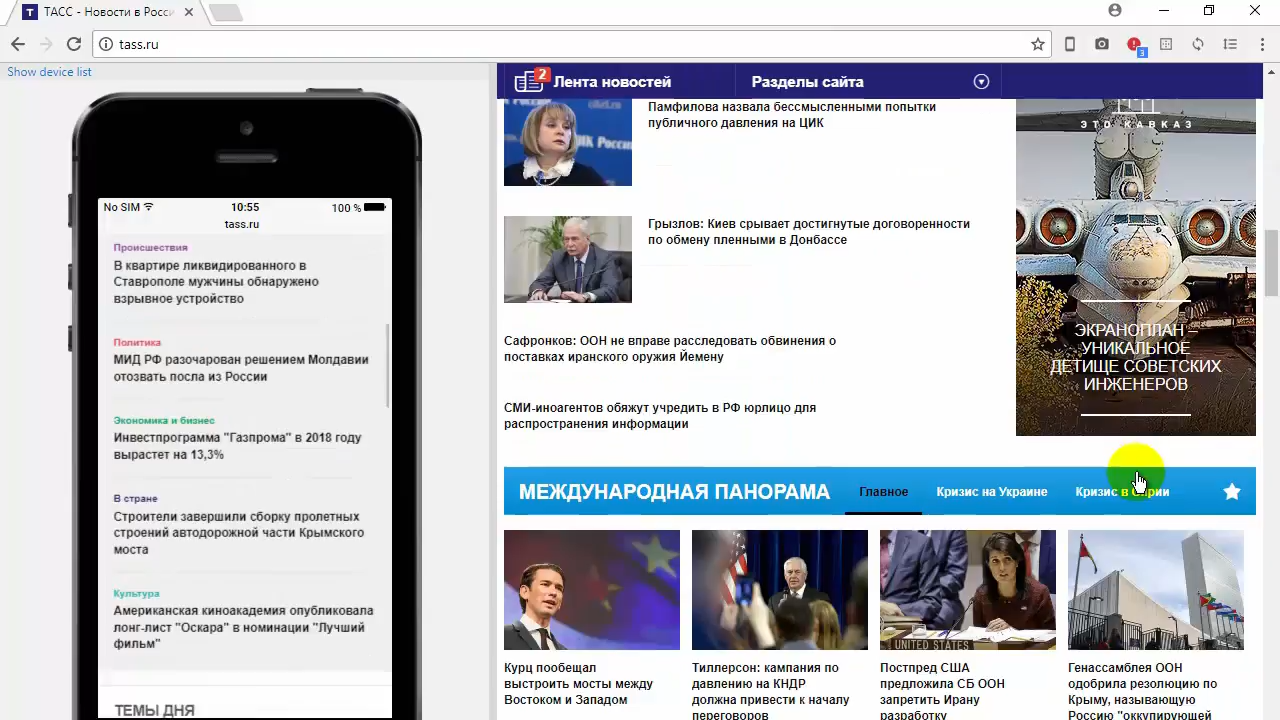 ТАСС - Новости в Росси
tass.ru
Show device list
No SIM
10:55
100 %
tass.ru
Происшествия
В квартире ликвидированного в
Ставрополе мужчины обнаружено
взрывное устройство
Политика
МИД РФ разочарован решением Молдавии
отозвать посла из России
Экономика и бизнес
Инвестпрограмма "Газпрома" в 2018 году
вырастет на 13,3%
В стране
Строители завершили сборку пролетных
строений автодорожной части Крымского
моста
Культура
Американская киноакадемия опубликовала
лонг-лист "Оскара" в номинации "Лучший
фильм"
ТЕМЫ ДНЯ
2
Лента новостей
Разделы сайта
3
Памфилова назвала бессмысленными попытки
публичного давления на ЦИК
Грызлов: Киев срывает достигнутые договоренности
по обмену пленными в Донбассе
Сафронков: ООН не вправе расследовать обвинения о
поставках иранского оружия Йемену
СМИ-иноагентов обяжут учредить в РФ юрлицо для
распространения информации
ЭТО КАВКАЗ
ЭКРАНОПЛАН –
УНИКАЛЬНОЕ
ДЕТИЩЕ СОВЕТСКИХ
ИНЖЕНЕРОВ
МЕЖДУНАРОДНАЯ ПАНОРАМА
Главное
Кризис на Украине
Кризис в
UNITED STATES
Курц пообещал
выстроить мосты между
Востоком и Западом
Тиллерсон: кампания по
давлению на КНДР
должна привести к началу
переговоров
Постпред США
предложила СБ ООН
запретить Ирану
разработку
Генассамблея ООН
одобрила резолюцию по
Крыму, называющую
Россию "оккупирующей